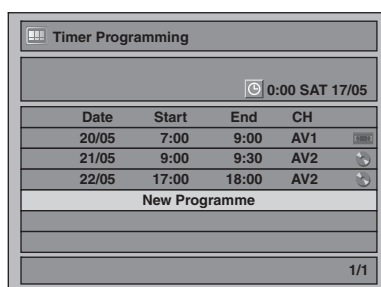 Timer Programming
0:00 SAT 17/05
Date Start End CH
20/05 7:00 9:00 AV1
21/05 9:00 9:30 AV2
22/05 17:00 18:00 AV2
New Programme
1/1